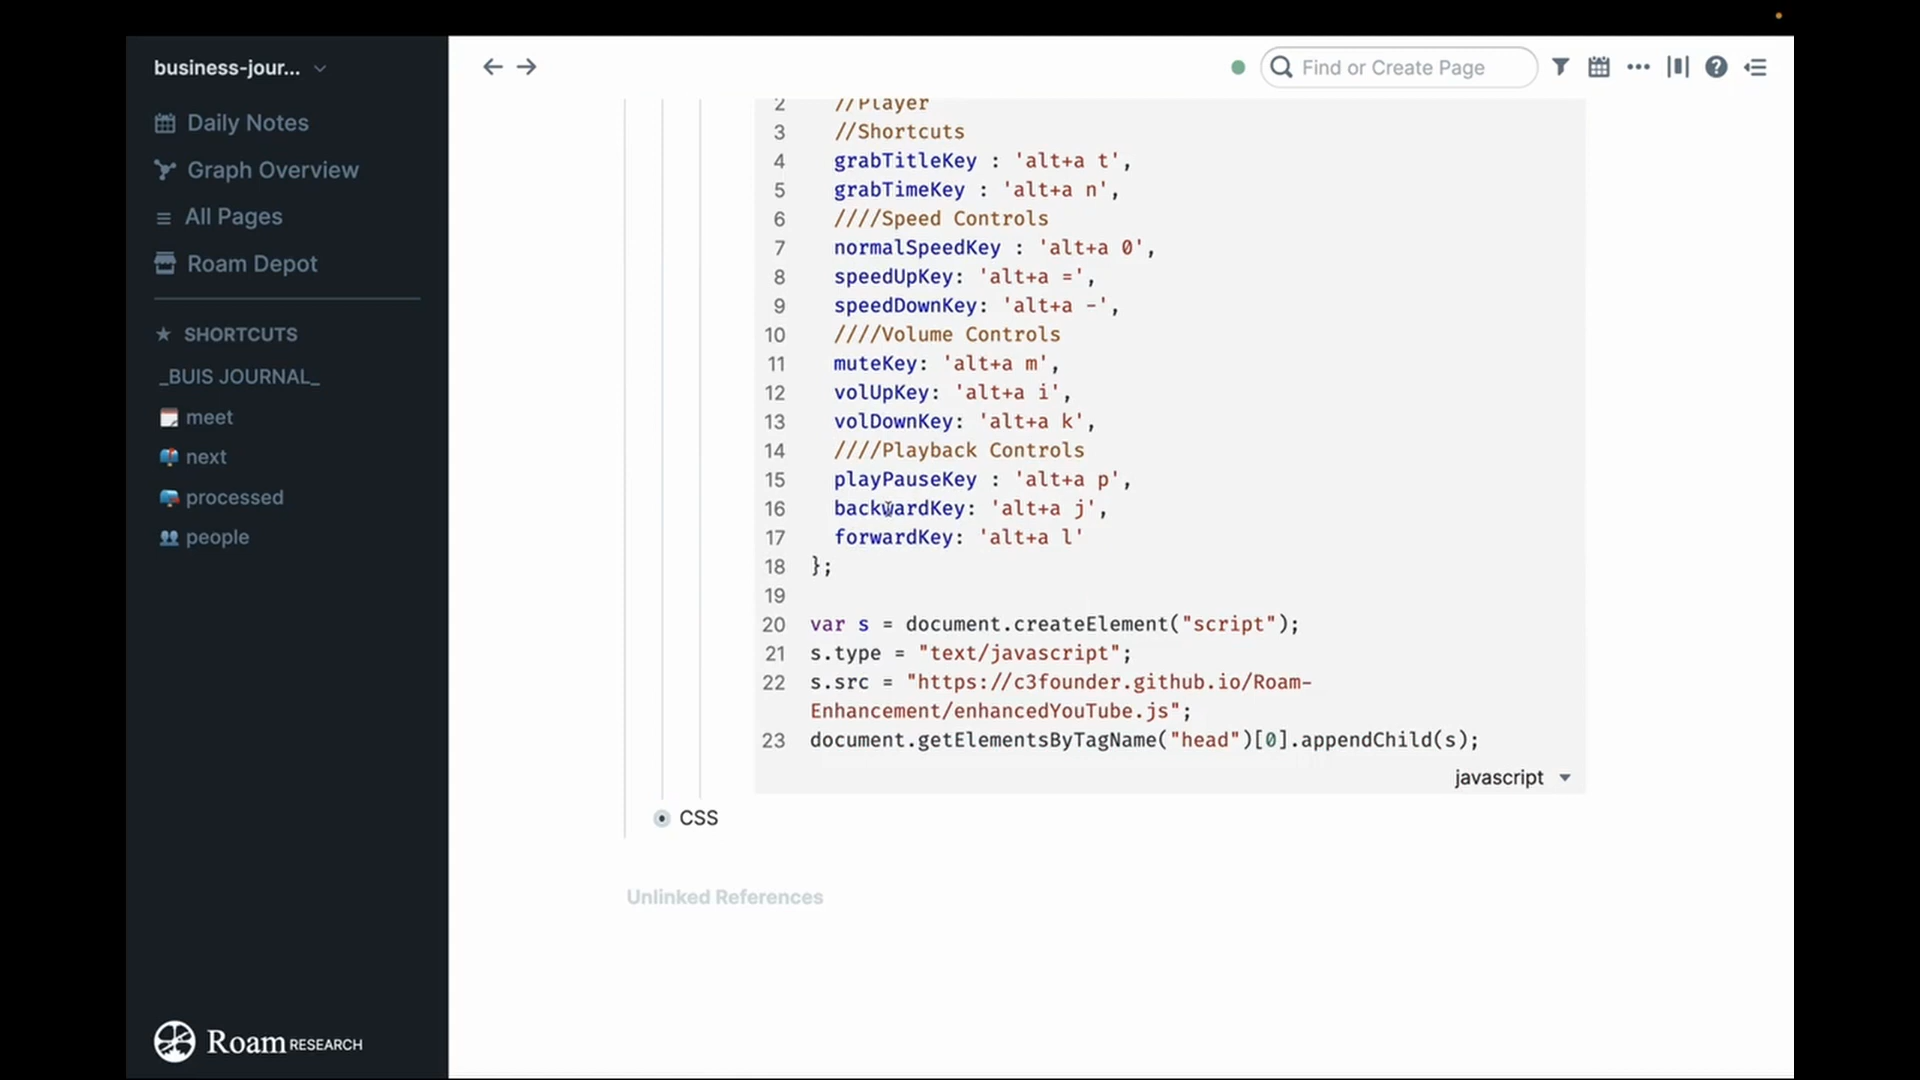 business-jour...
Daily Notes
Graph Overview
All Pages
Roam Depot
SHORTCUTS
_BUIS JOURNAL_
meet
next
processed
people
Roam RESEARCH
Find or Create Page
2 //Player
3 //Shortcuts
4 grabTitleKey : 'alt+a t',
5 grabTimeKey : 'alt+a n',
6 ////Speed Controls
7 normalSpeedKey : 'alt+a 0',
8 speedUpKey: 'alt+a =',
9 speedDownKey: 'alt+a -',
10 ////Volume Controls
11 muteKey: 'alt+a m',
12 volUpKey: 'alt+a i',
13 volDownKey: 'alt+a k',
14 ////Playback Controls
15 playPauseKey : 'alt+a p',
16 backwardKey: 'alt+a j',
17 forwardKey: 'alt+a l'
18 };
19
20 var s = document.createElement("script");
21 s.type = "text/javascript";
22 s.src = "https://c3founder.github.io/Roam-
Enhancement/enhancedYouTube.js";
23 document.getElementsByTagName("head")[0].appendChild(s);
javascript
CSS
Unlinked References